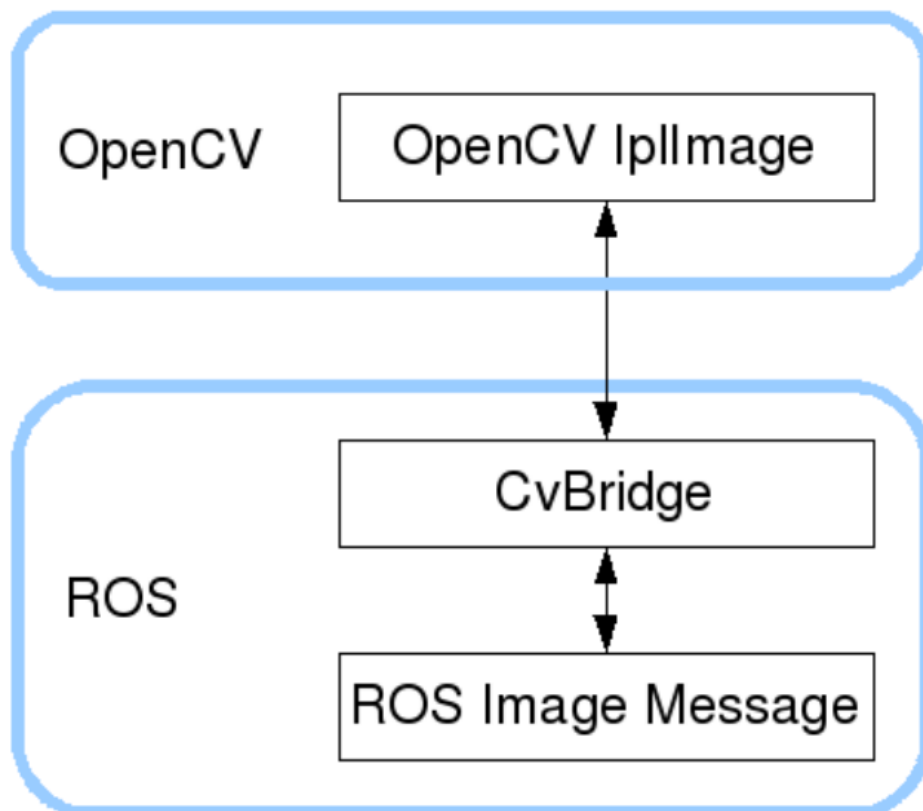 OpenCV
OpenCV IplImage
CvBridge
ROS
ROS Image Message